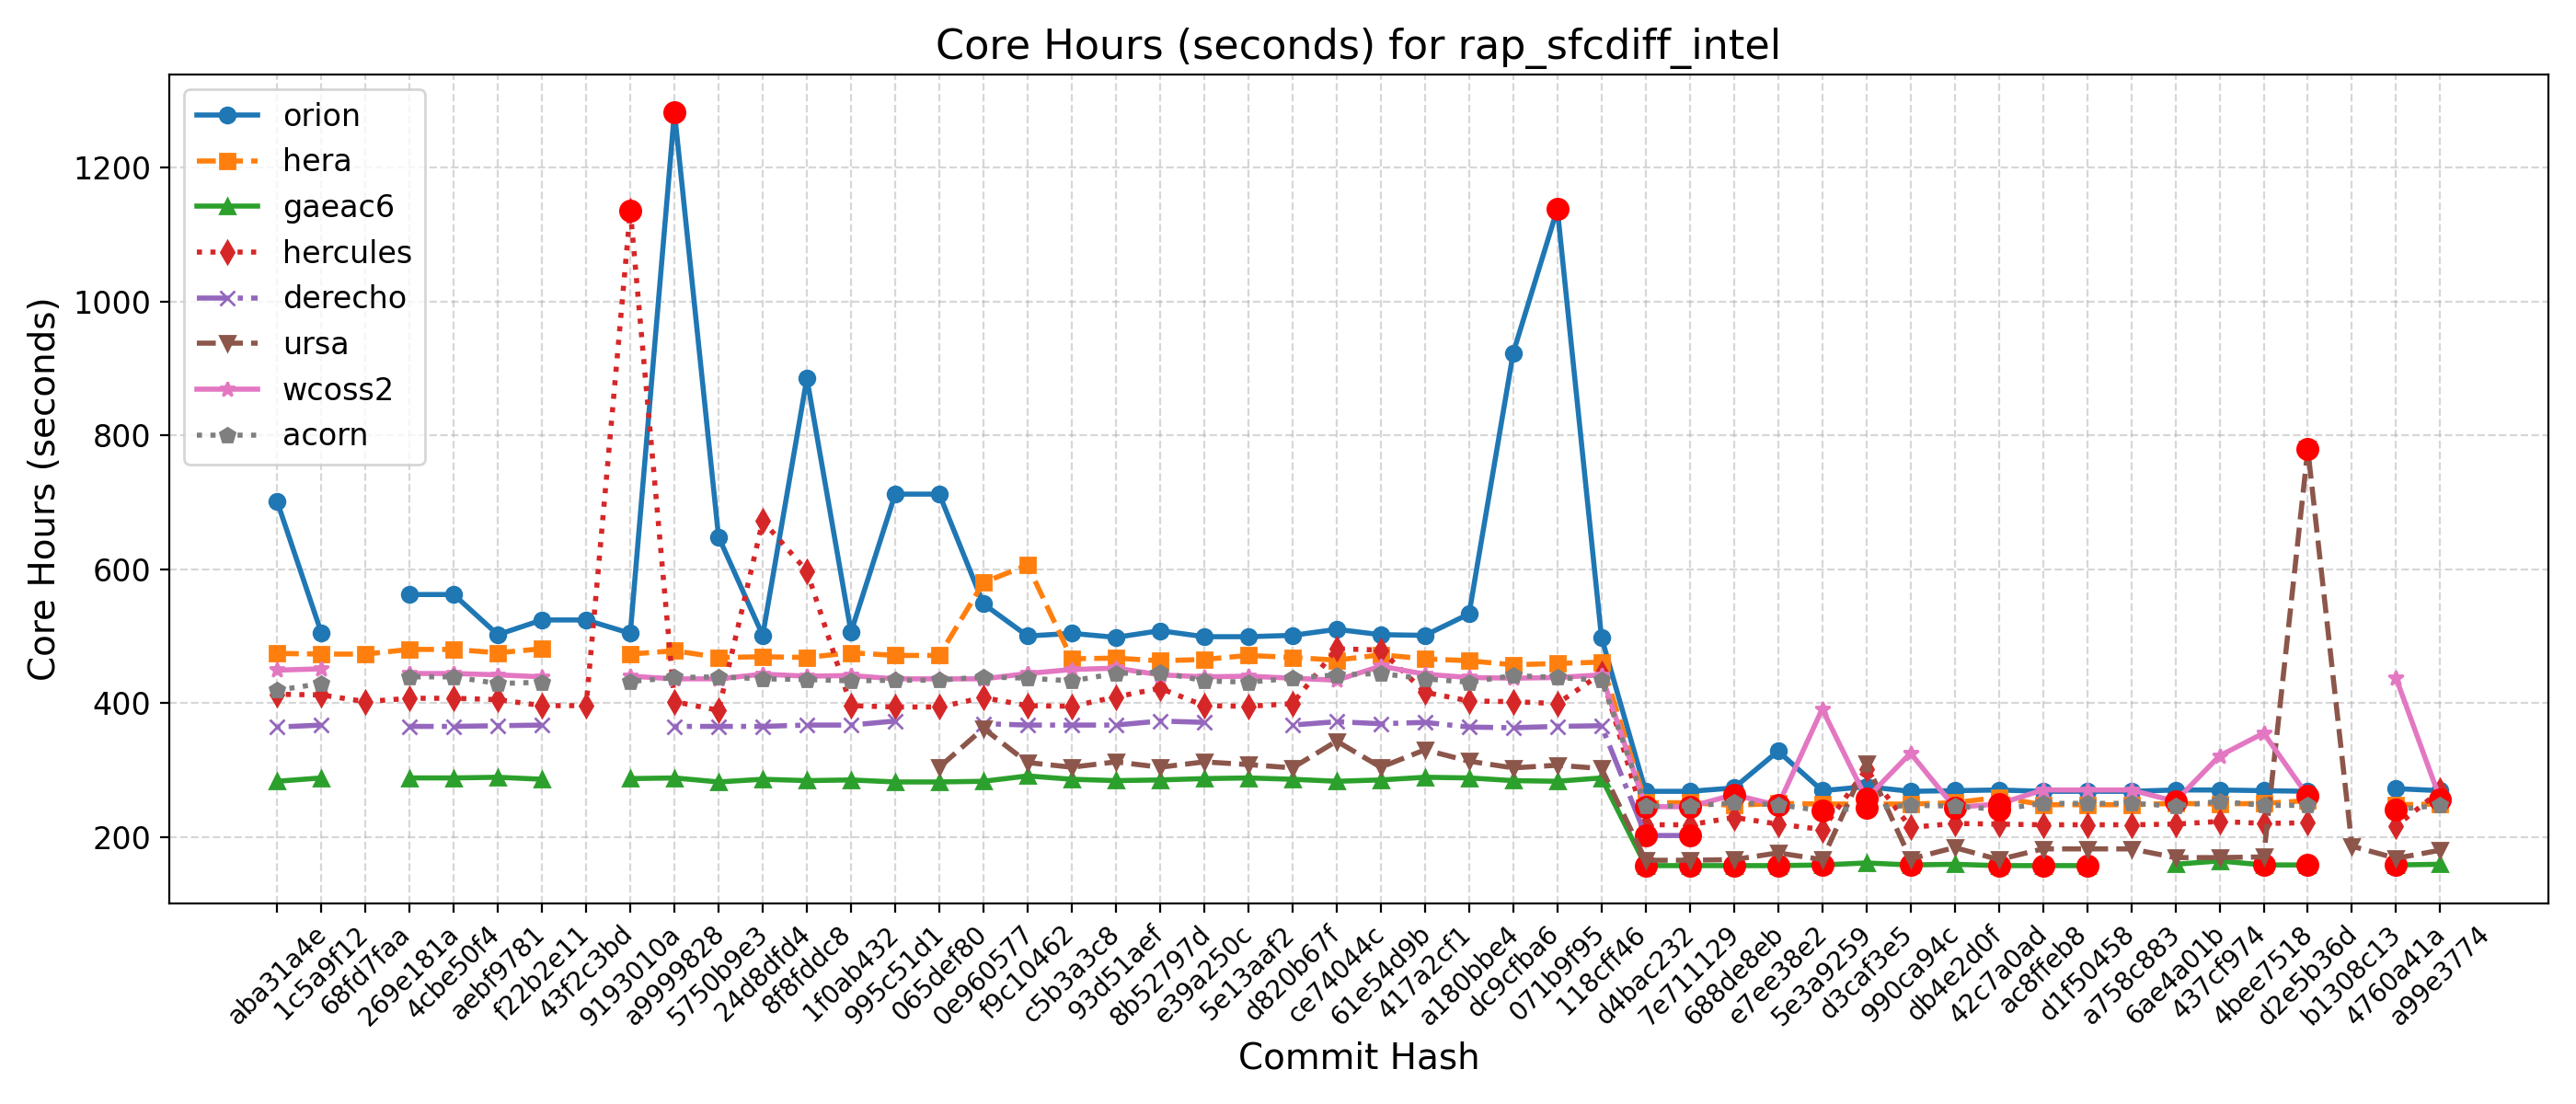 Core Hours (seconds) for rap_sfcdiff_intel
orion
hera
gaeac6
hercules
derecho
ursa
wcoss2
acorn
Core Hours (seconds)
1200
1000
800
600
400
200
aba31a4e
1c5a9f12
68fd7faa
269e181a
4cbe50f4
aebf9781
f22b2e11
43f2c3bd
9193010a
a9999828
5750b9e3
24d8dfd4
8f8fddc8
1f0ab432
995c51d1
065def80
0e960577
f9c10462
c5b3a3c8
93d51aef
8b52797d
e39a250c
5e13aaf2
d820b67f
ce74044c
61e54d9b
417a2cf1
a180bbe4
dc9cfba6
071b9f95
118cff46
d4bac232
7e711129
688de8eb
e7ee38e2
5e3a9259
d3caf3e5
990ca94c
db4e2d0f
42c7a0ad
ac8ffeb8
d1f50458
a758c883
6ae4a01b
437cf974
4bee7518
d2e5b36d
b1308c13
4760a41a
a99e3774
Commit Hash